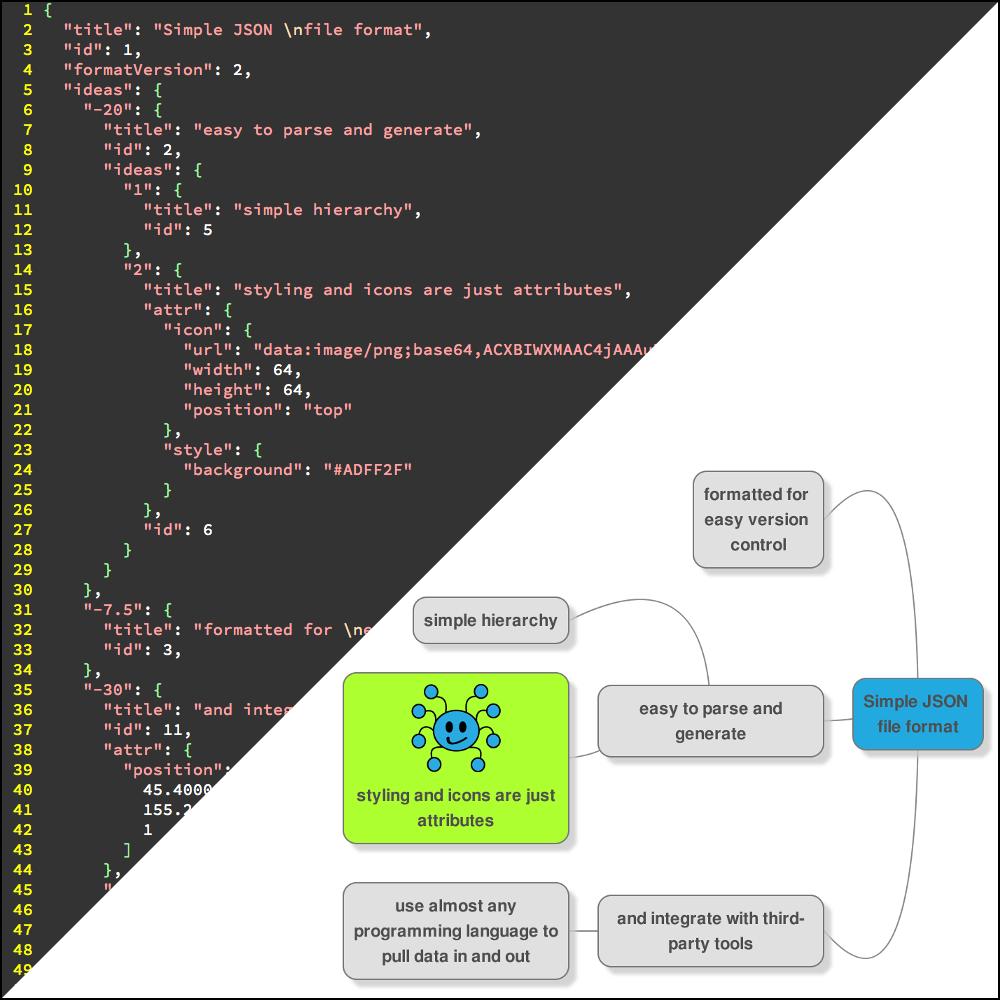 1 {
2 "title": "Simple JSON \nfile format",
3 "id": 1,
4 "formatVersion": 2,
5 "ideas": {
6 "-20": {
7 "title": "easy to parse and generate",
8 "id": 2,
9 "ideas": {
10 "1": {
11 "title": "simple hierarchy",
12 "id": 5
13 },
14 "2": {
15 "title": "styling and icons are just attributes",
16 "attr": {
17 "icon": {
18 "url": "data:image/png;base64,ACXBIWXMAAC4jAAAu
19 "width": 64,
20 "height": 64,
21 "position": "top"
22 },
23 "style": {
24 "background": "#ADFF2F"
25 }
26 },
27 "id": 6
28 }
29 }
30 },
31 "-7.5": {
32 "title": "formatted for \ne
33 "id": 3,
34 },
35 "-30": {
36 "title": "and integ
37 "id": 11,
38 "attr": {
39 "position":
40 45.4000
41 155.2
42 1
43 ]
44 },
45 "
46
47
48
49
formatted for
easy version
control
simple hierarchy
easy to parse and
generate
Simple JSON
file format
styling and icons are just
attributes
use almost any
programming language to
pull data in and out
and integrate with third-
party tools